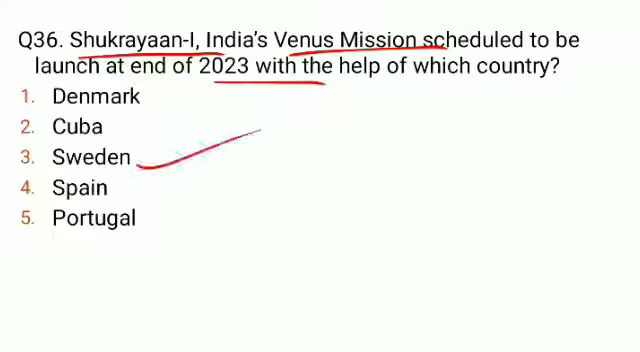 Q36. Shukrayaan-I, India's Venus Mission scheduled to be
launch at end of 2023 with the help of which country?
1. Denmark
2. Cuba
3. Sweden
4. Spain
5. Portugal